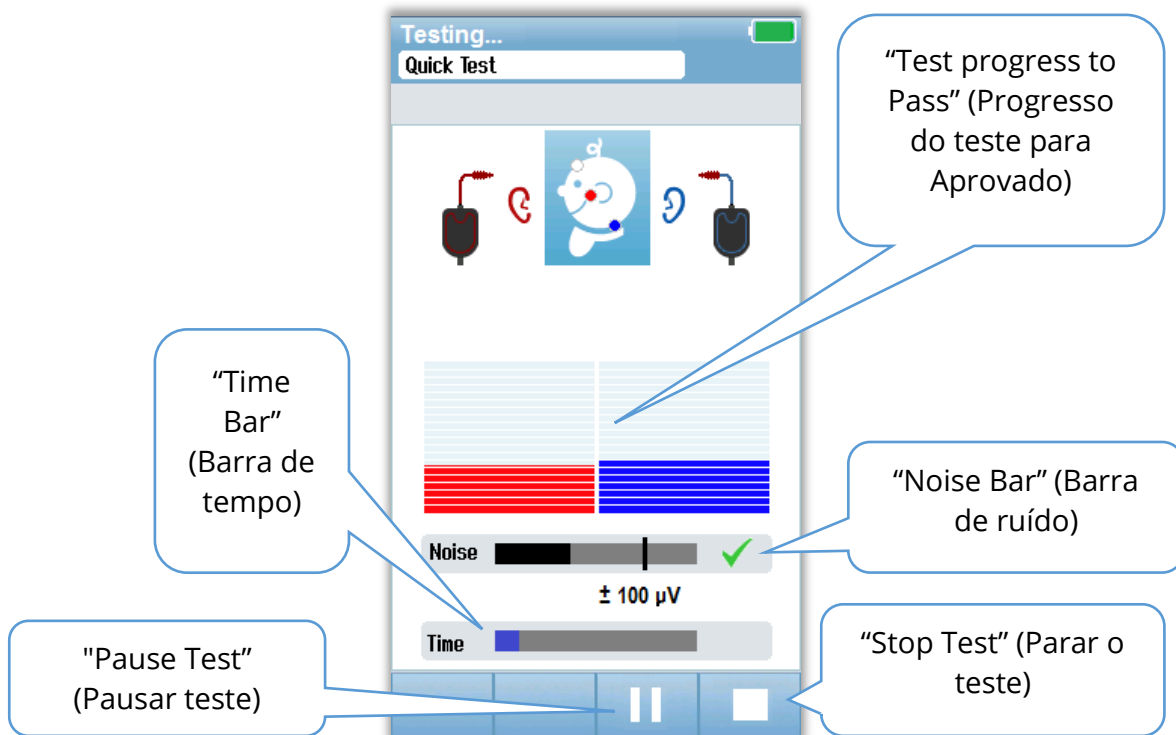 Testing...
Quick Test
“Test progress to
Pass” (Progresso
do teste para
Aprovado)
“Time
Bar”
(Barra de
tempo)
“Noise Bar” (Barra
de ruído)
Noise
± 100 µV
Time
"Pause Test”
(Pausar teste)
“Stop Test” (Parar o
teste)